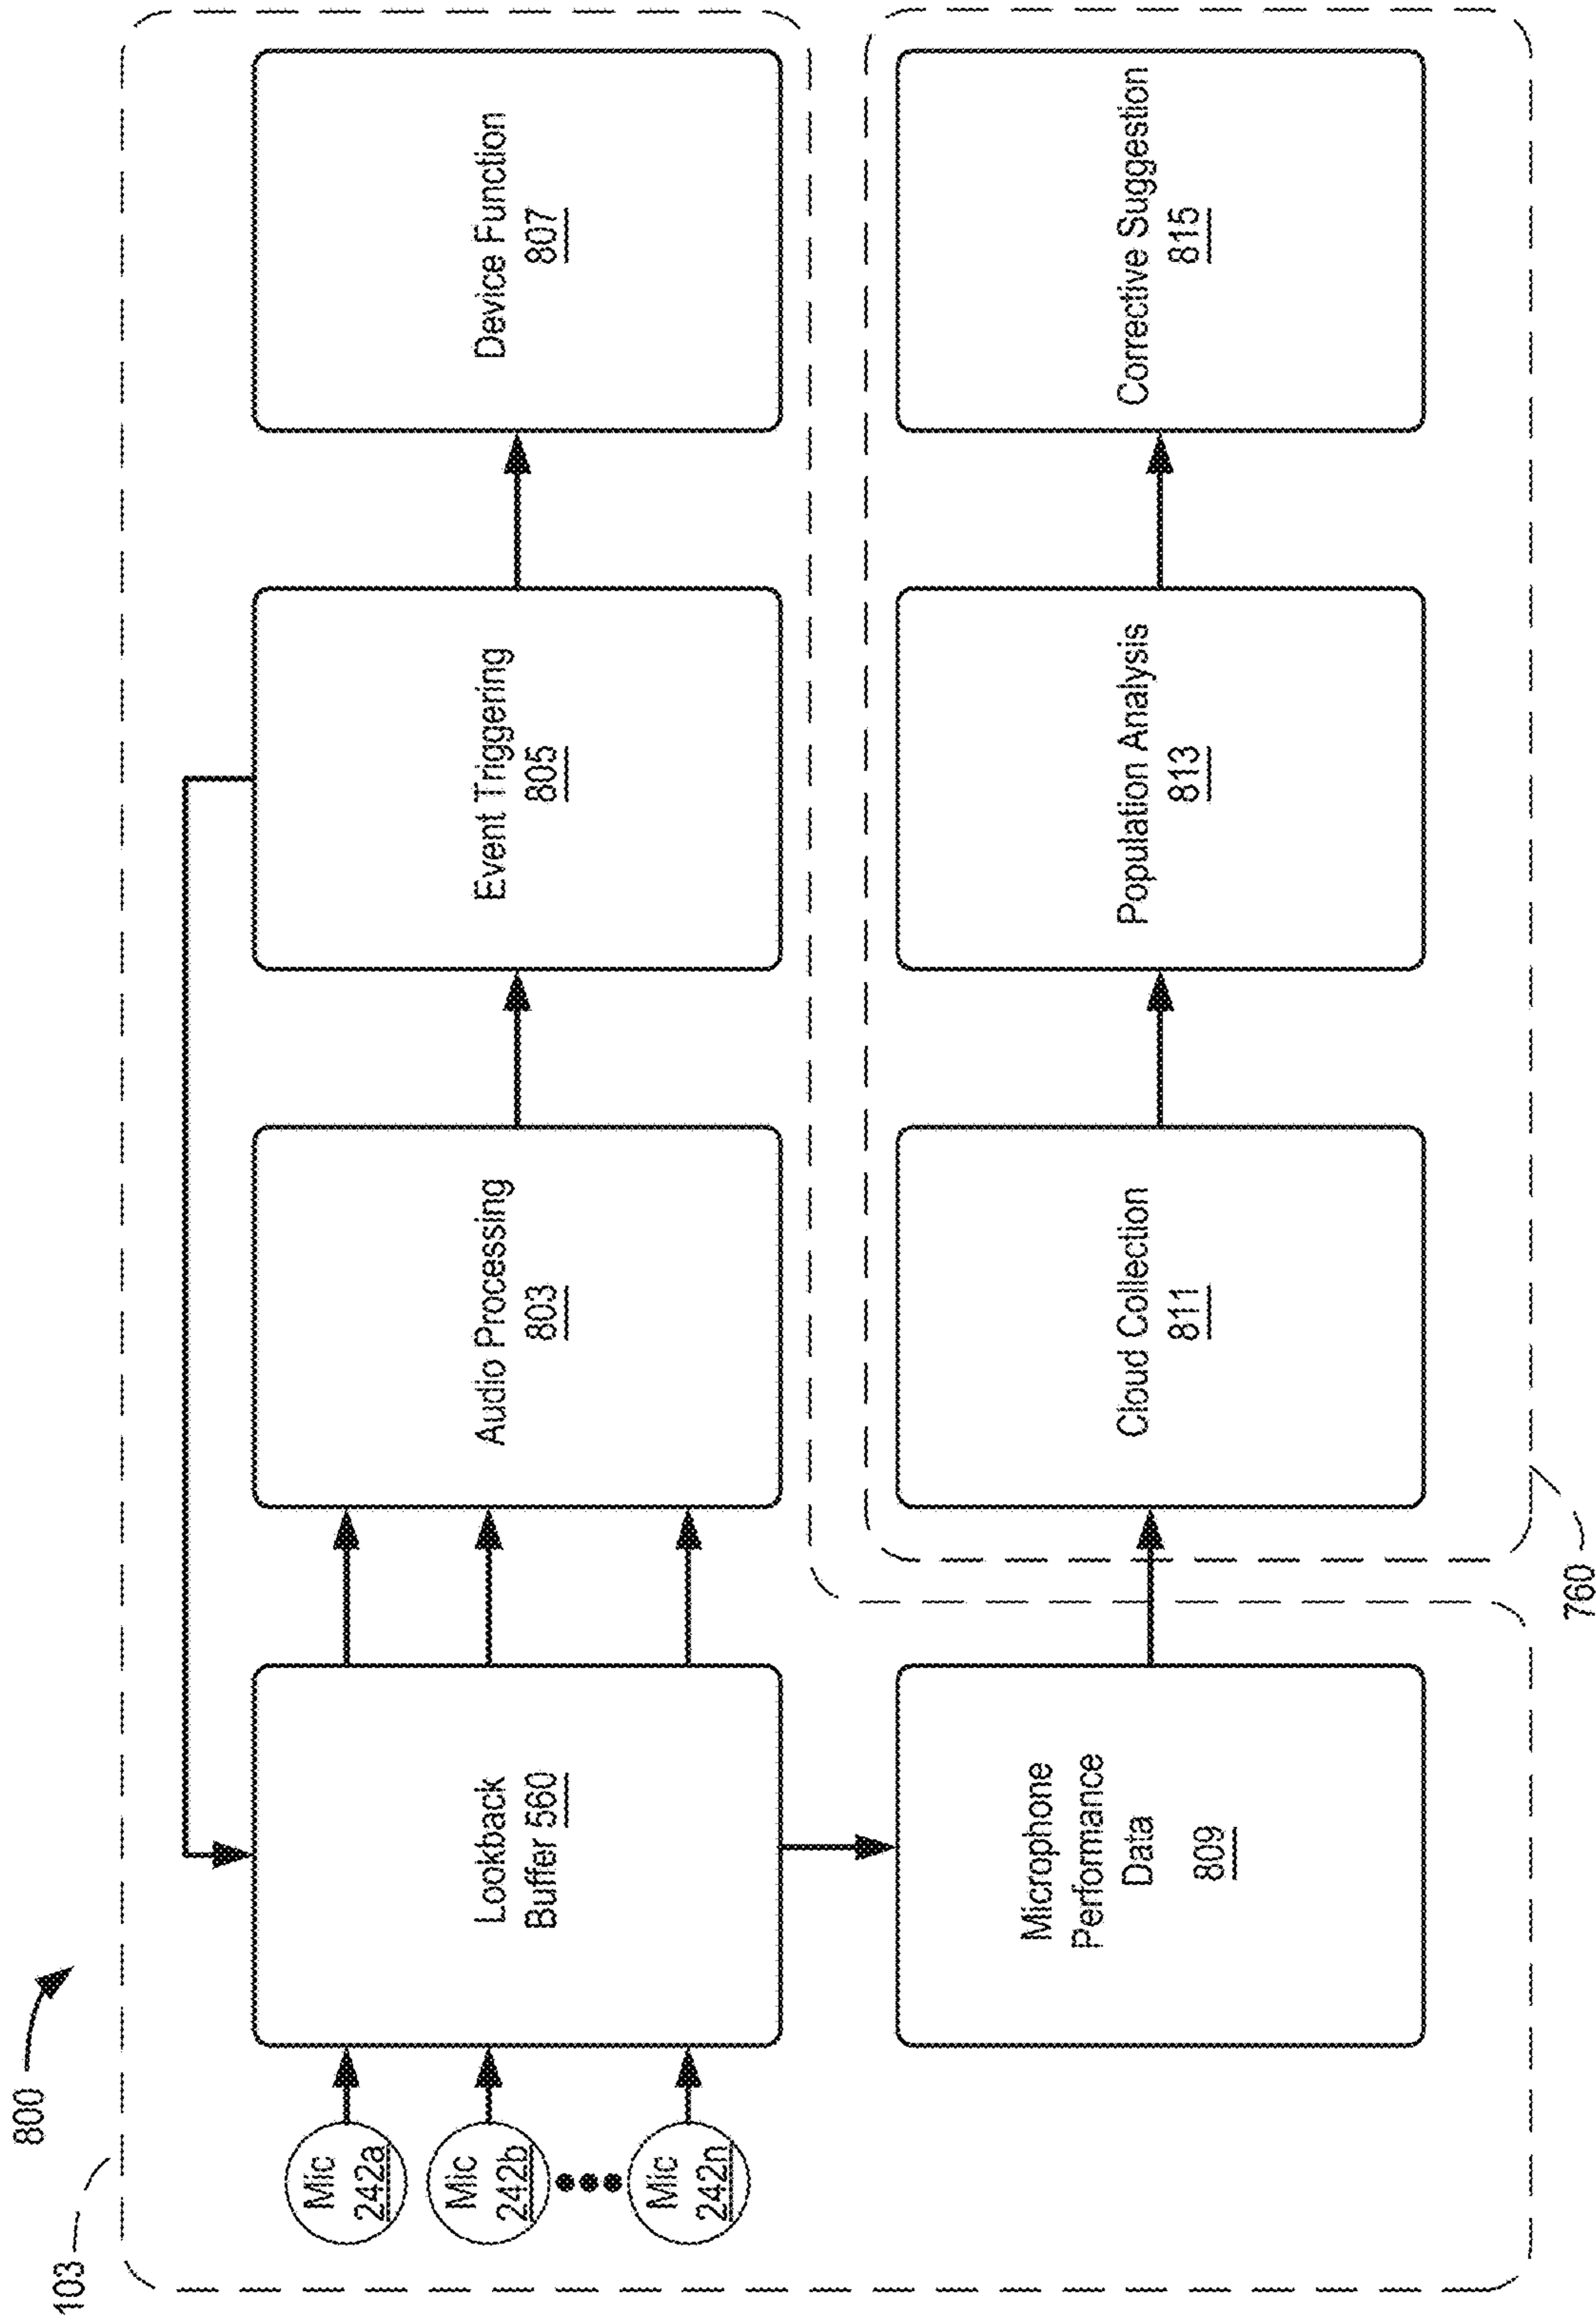 800
103
Mic
242a
Mic
242b
Mic
242n
Lookback
Buffer 560
Audio Processing
803
Event Triggering
805
Device Function
807
Microphone
Performance
Data
809
Cloud Collection
811
Population Analysis
813
Corrective Suggestion
815
760